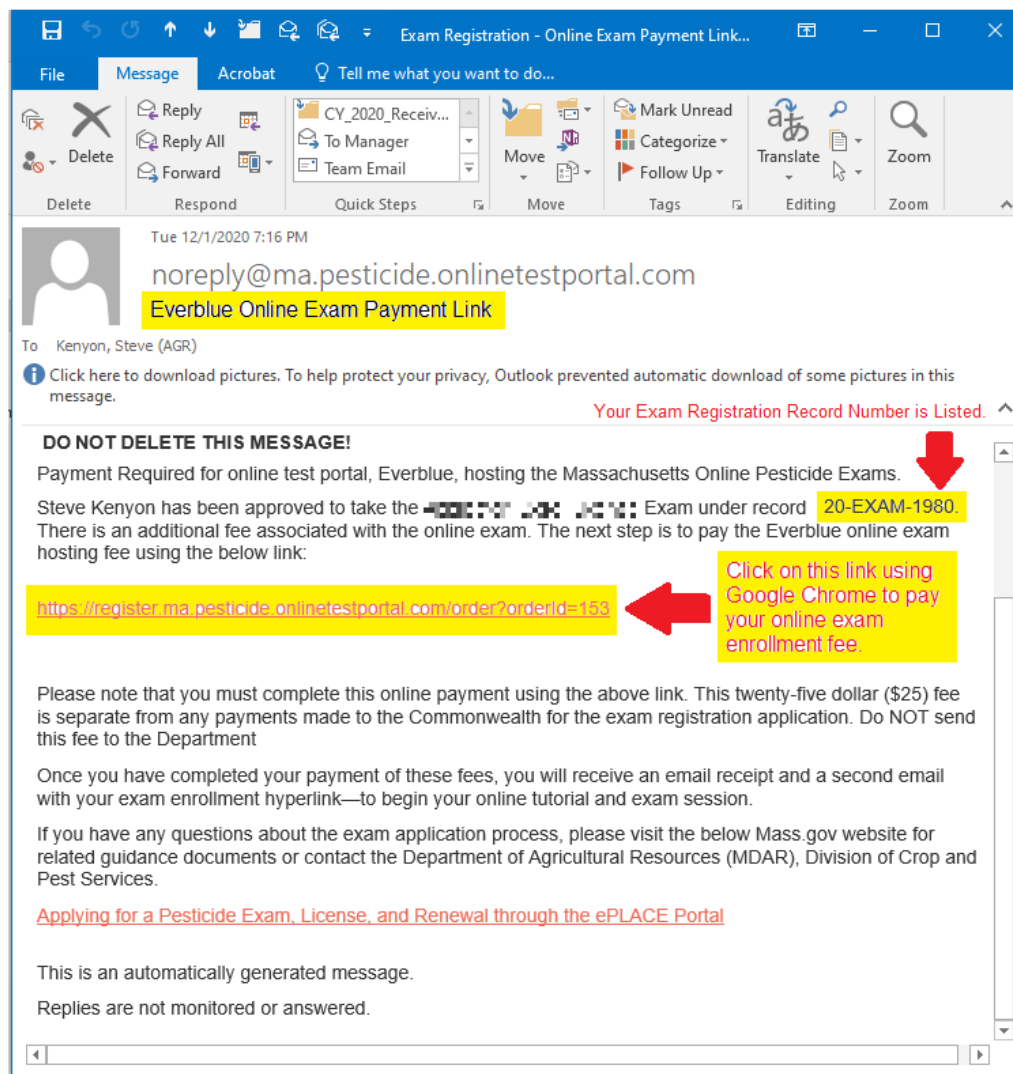 Exam Registration - Online Exam Payment Link...
File Message Acrobat Tell me what you want to do...
Delete
Reply
Reply All
Forward
CY_2020_Receiv...
To Manager
Team Email
Move
Mark Unread
Categorize
Follow Up
Translate
Zoom
Delete Respond Quick Steps Move Tags Editing Zoom
Tue 12/1/2020 7:16 PM
noreply@ma.pesticide.onlinetestportal.com
Everblue Online Exam Payment Link
To Kenyon, Steve (AGR)
Click here to download pictures. To help protect your privacy, Outlook prevented automatic download of some pictures in this
message.
Your Exam Registration Record Number is Listed.
DO NOT DELETE THIS MESSAGE!
Payment Required for online test portal, Everblue, hosting the Massachusetts Online Pesticide Exams.
Steve Kenyon has been approved to take the Exam under record 20-EXAM-1980.
There is an additional fee associated with the online exam. The next step is to pay the Everblue online exam
hosting fee using the below link:
https://register.ma.pesticide.onlinetestportal.com/order?orderId=153
Click on this link using
Google Chrome to pay
your online exam
enrollment fee.
Please note that you must complete this online payment using the above link. This twenty-five dollar ($25) fee
is separate from any payments made to the Commonwealth for the exam registration application. Do NOT send
this fee to the Department
Once you have completed your payment of these fees, you will receive an email receipt and a second email
with your exam enrollment hyperlink—to begin your online tutorial and exam session.
If you have any questions about the exam application process, please visit the below Mass.gov website for
related guidance documents or contact the Department of Agricultural Resources (MDAR), Division of Crop and
Pest Services.
Applying for a Pesticide Exam, License, and Renewal through the ePLACE Portal
This is an automatically generated message.
Replies are not monitored or answered.